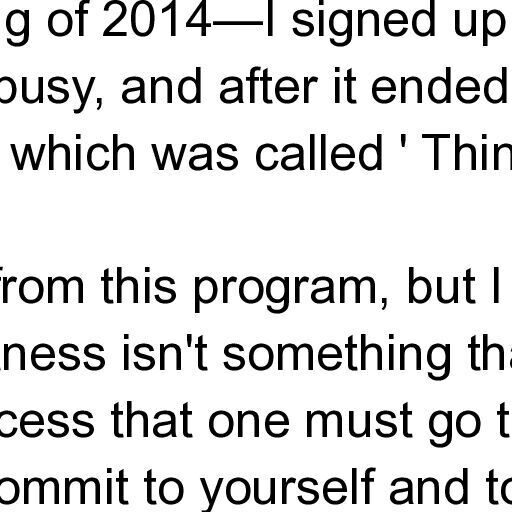 g of 2014—I signed up
busy, and after it ended
which was called ' Thin
from this program, but I
ness isn't something tha
cess that one must go t
ommit to yourself and to